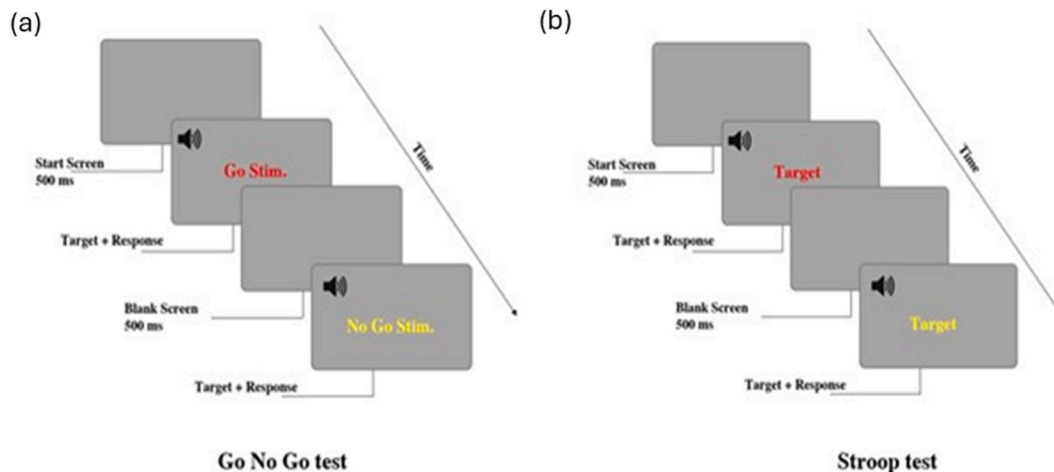 (a)
Start Screen
500 ms
Go Stim.
Target + Response
Blank Screen
500 ms
No Go Stim.
Target + Response
Time
Go No Go test
(b)
Start Screen
500 ms
Target
Target + Response
Blank Screen
500 ms
Target
Target + Response
Time
Stroop test